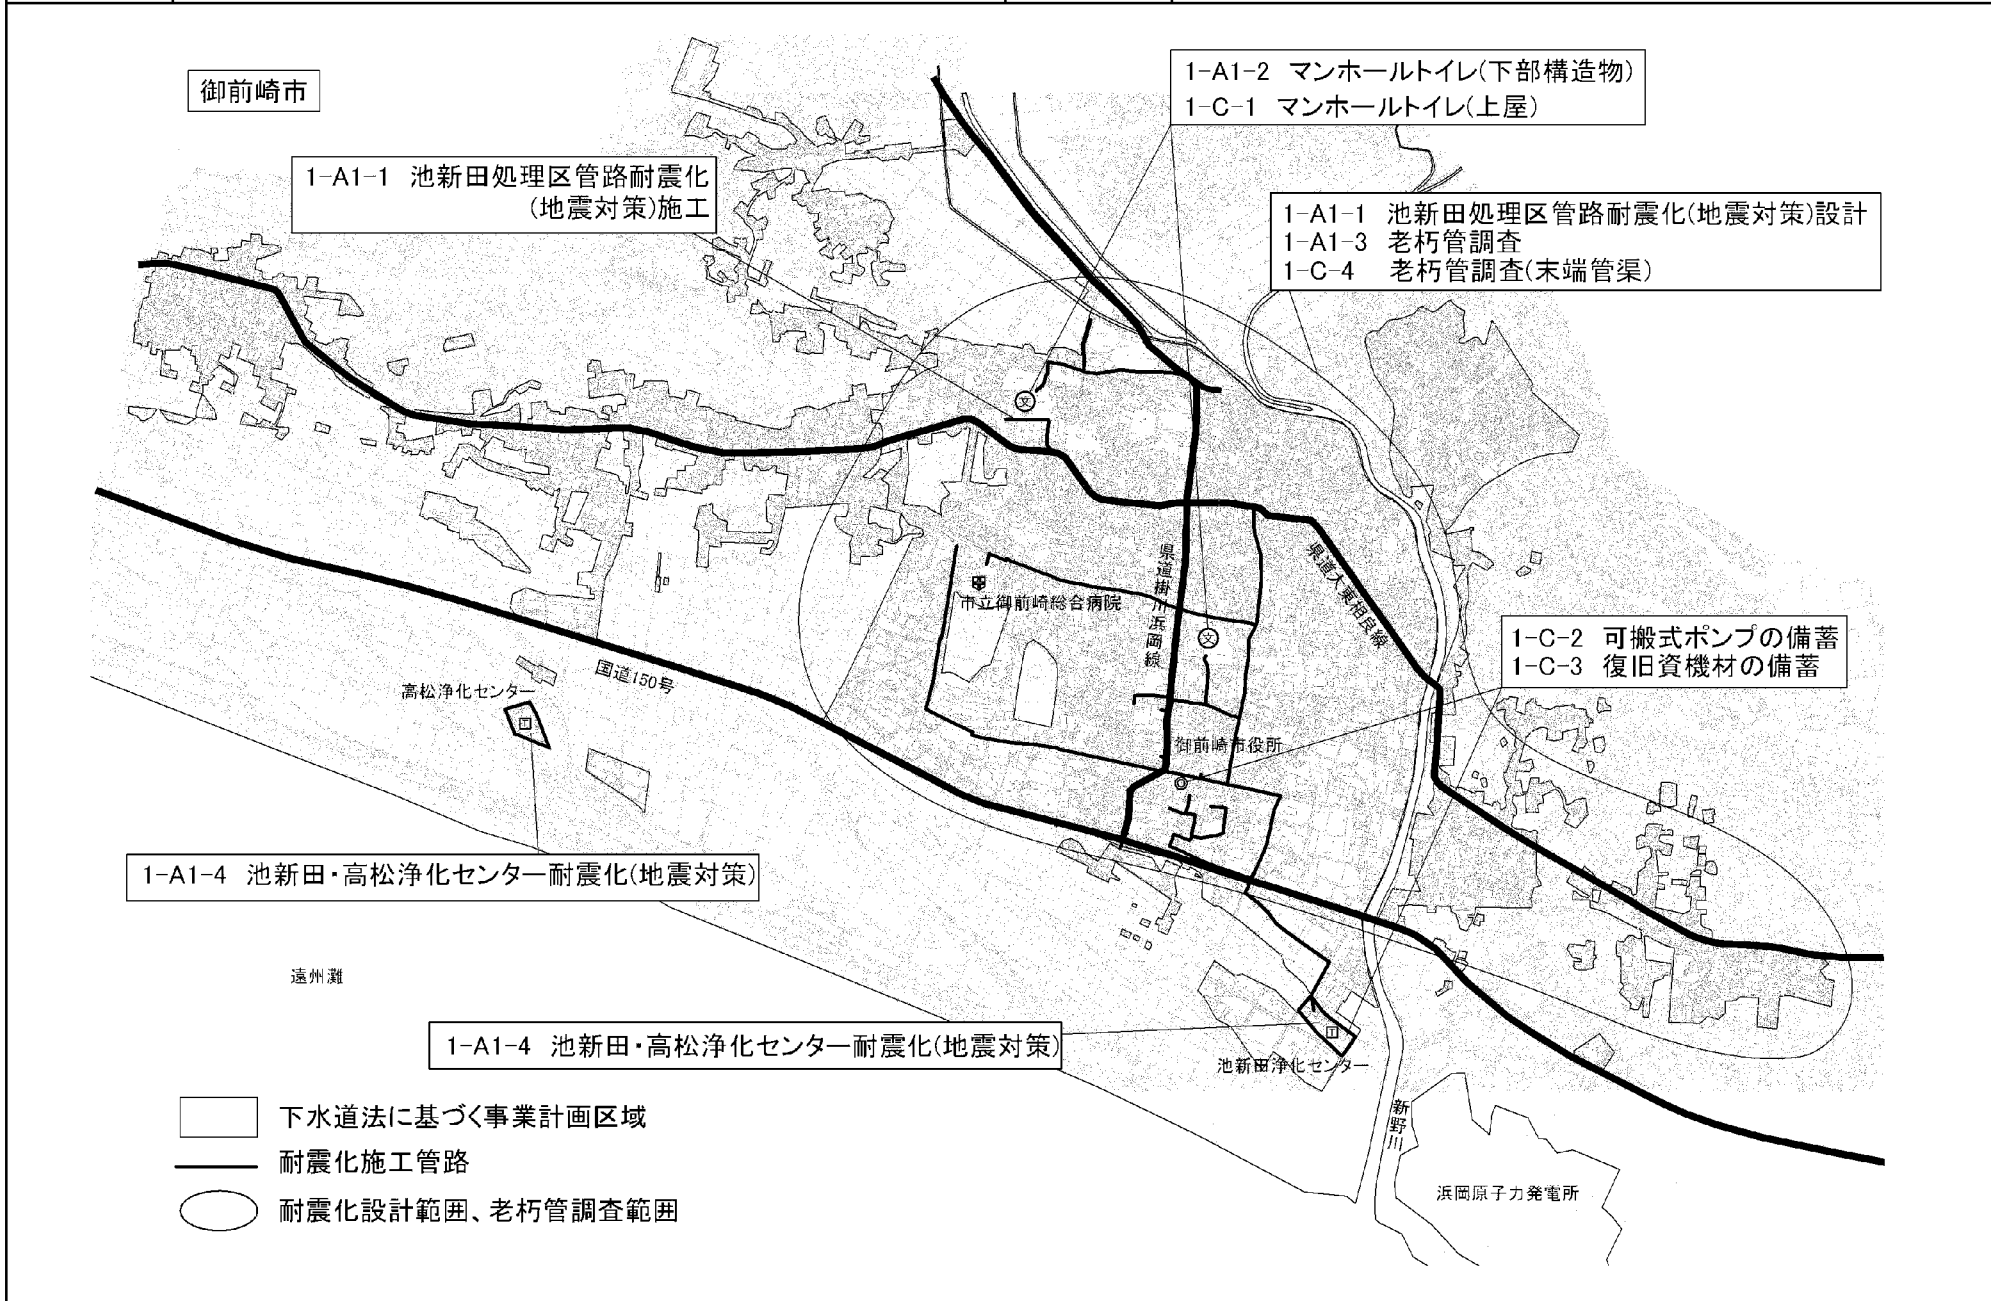 御前崎市
1-A1-2 マンホールトイレ(下部構造物)
1-C-1 マンホールトイレ(上屋)
1-A1-1 池新田処理区管路耐震化
(地震対策)施工
1-A1-1 池新田処理区管路耐震化(地震対策)設計
1-A1-3 老朽管調査
1-C-4 老朽管調査(末端管渠)
文
県道掛川浜岡線
県道大東相良線
市立御前崎総合病院
文
1-C-2 可搬式ポンプの備蓄
1-C-3 復旧資機材の備蓄
国道150号
高松浄化センター
御前崎市役所
1-A1-4 池新田・高松浄化センター耐震化(地震対策)
遠州灘
1-A1-4 池新田・高松浄化センター耐震化(地震対策)
池新田浄化センター
新野川
浜岡原子力発電所
下水道法に基づく事業計画区域
耐震化施工管路
耐震化設計範囲、老朽管調査範囲